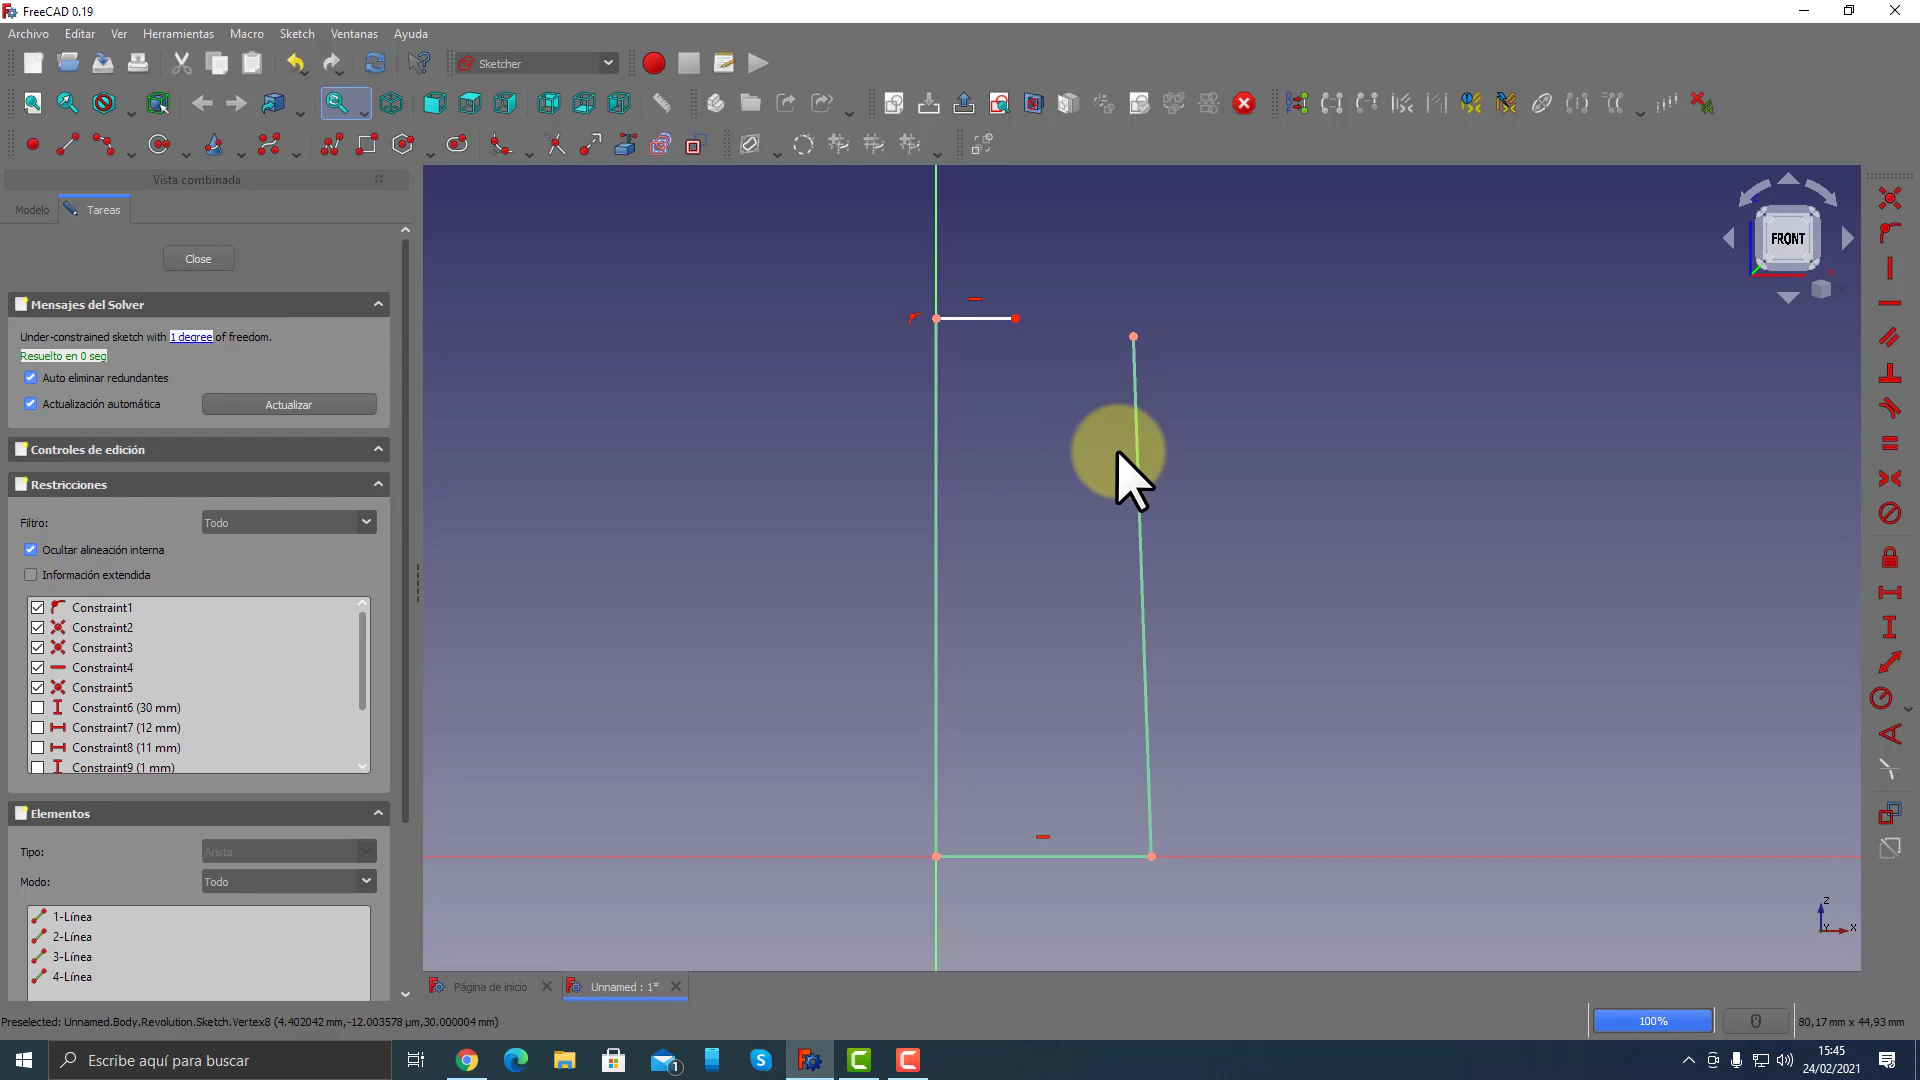 FreeCAD 0.19
Archivo Editar Ver Herramientas Macro Sketch Ventanas Ayuda
Sketcher
Vista combinada
Modelo Tareas
Close
Mensajes del Solver
Under-constrained sketch with 1 degree of freedom.
Resuelto en 0 seg
Auto eliminar redundantes
Actualización automática Actualizar
Controles de edición
Restricciones
Filtro: Todo
Ocultar alineación interna
Información extendida
Constraint1
Constraint2
Constraint3
Constraint4
Constraint5
Constraint6 (30 mm)
Constraint7 (12 mm)
Constraint8 (11 mm)
Constraint9 (1 mm)
Elementos
Tipo: Arista
Modo: Todo
1-Línea
2-Línea
3-Línea
4-Línea
FRONT
Z
Y X
Página de inicio Unnamed : 1*
Preselected: Unnamed.Body.Revolution.Sketch.Vertex8 (4.402042 mm,-12.003578 µm,30.000004 mm)
100% 80,17 mm x 44,93 mm
Escribe aquí para buscar
1
15:45
24/02/2021